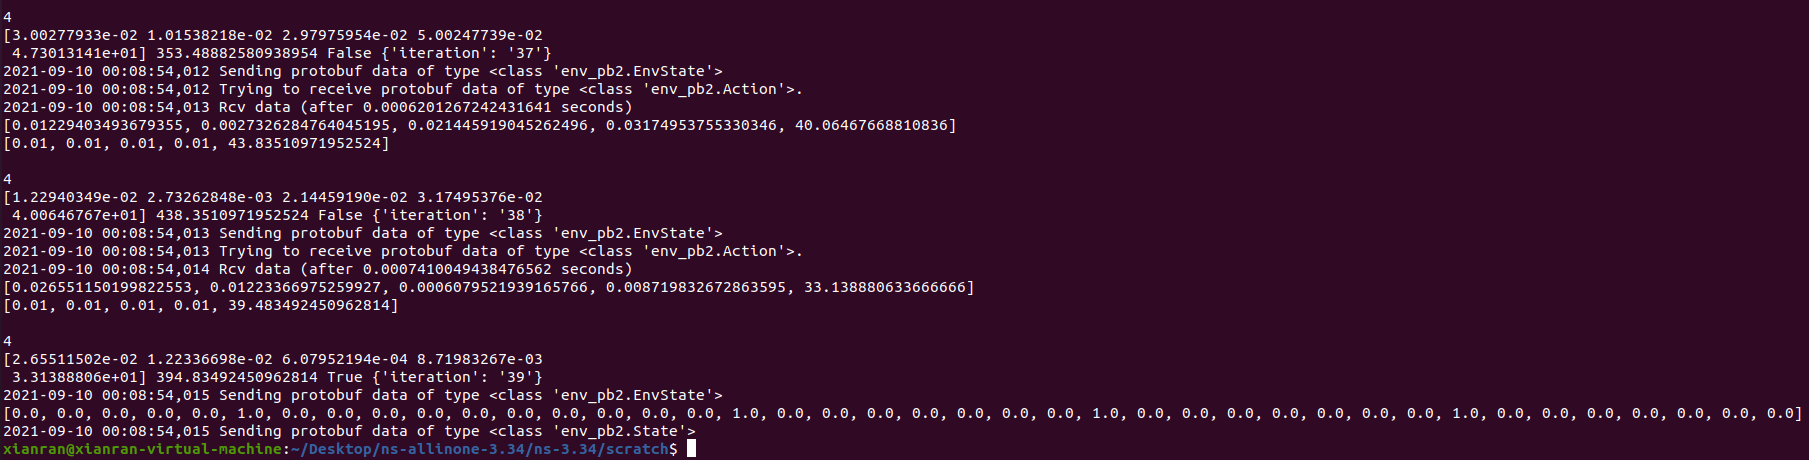 4
[3.00277933e-02 1.01538218e-02 2.97975954e-02 5.00247739e-02
4.73013141e+01] 353.48882580938954 False {'iteration': '37'}
2021-09-10 00:08:54,012 Sending protobuf data of type <class 'env_pb2.EnvState'>
2021-09-10 00:08:54,012 Trying to receive protobuf data of type <class 'env_pb2.Action'>.
2021-09-10 00:08:54,013 Rcv data (after 0.0006201267242431641 seconds)
[0.01229403493679355, 0.0027326284764045195, 0.021445919045262496, 0.03174953755330346, 40.06467668810836]
[0.01, 0.01, 0.01, 0.01, 43.83510971952524]
4
[1.22940349e-02 2.73262848e-03 2.14459190e-02 3.17495376e-02
4.00646767e+01] 438.3510971952524 False {'iteration': '38'}
2021-09-10 00:08:54,013 Sending protobuf data of type <class 'env_pb2.EnvState'>
2021-09-10 00:08:54,013 Trying to receive protobuf data of type <class 'env_pb2.Action'>.
2021-09-10 00:08:54,014 Rcv data (after 0.0007410049438476562 seconds)
[0.026551150199822553, 0.01223366975259927, 0.0006079521939165766, 0.008719832672863595, 33.138880633666666]
[0.01, 0.01, 0.01, 0.01, 39.483492450962814]
4
[2.65511502e-02 1.22336698e-02 6.07952194e-04 8.71983267e-03
3.31388806e+01] 394.83492450962814 True {'iteration': '39'}
2021-09-10 00:08:54,015 Sending protobuf data of type <class 'env_pb2.EnvState'>
[0.0, 0.0, 0.0, 0.0, 0.0, 1.0, 0.0, 0.0, 0.0, 0.0, 0.0, 0.0, 0.0, 0.0, 0.0, 0.0, 1.0, 0.0, 0.0, 0.0, 0.0, 0.0, 0.0, 0.0, 1.0, 0.0, 0.0, 0.0, 0.0, 0.0, 0.0, 0.0, 1.0, 0.0, 0.0, 0.0, 0.0, 0.0, 0.0, 0.0]
2021-09-10 00:08:54,015 Sending protobuf data of type <class 'env_pb2.State'>
xianran@xianran-virtual-machine:~/Desktop/ns-allinone-3.34/ns-3.34/scratch$